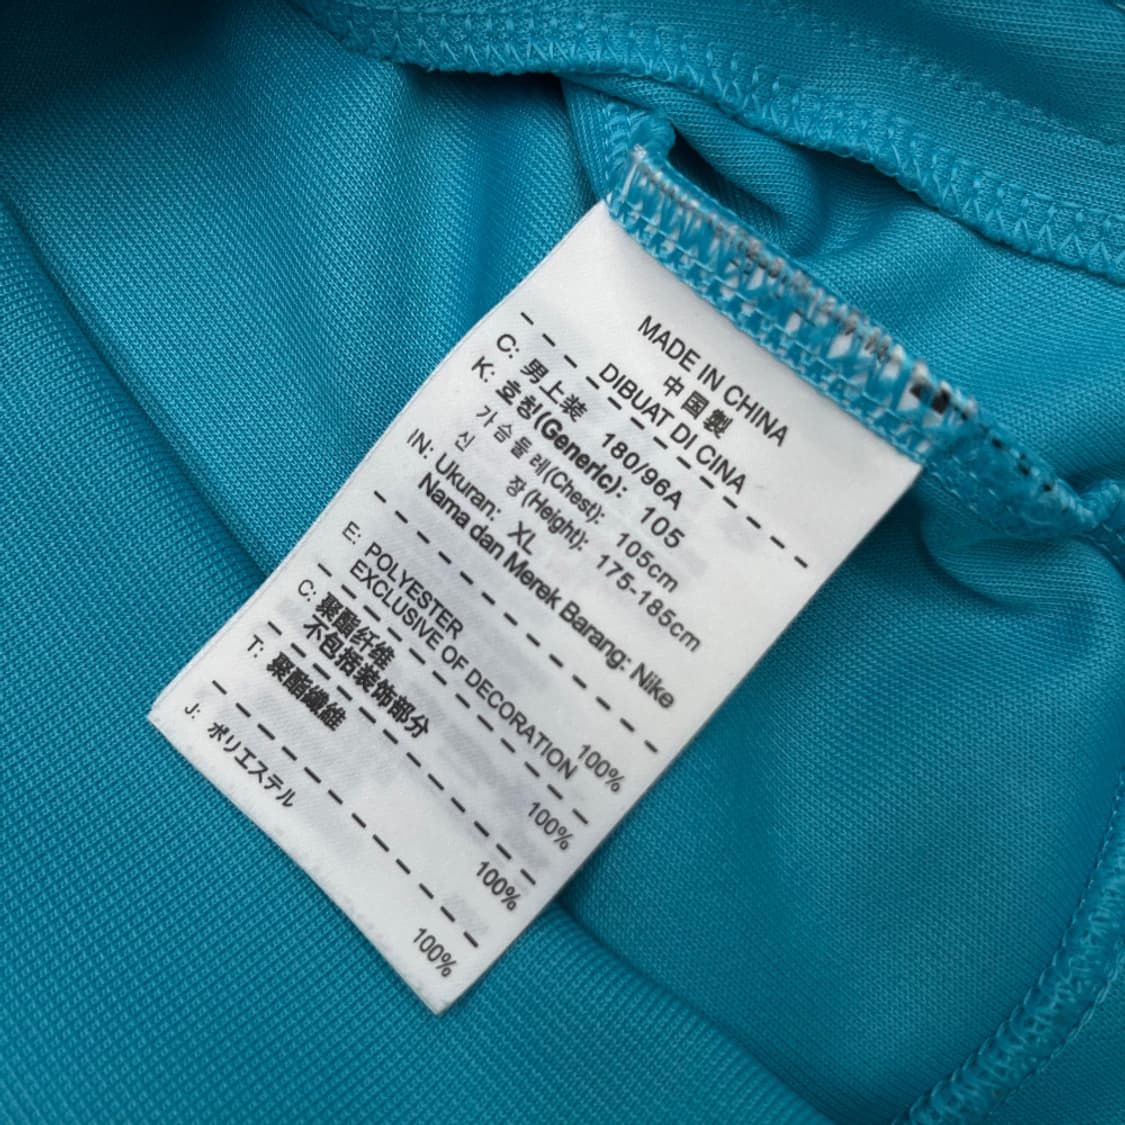 MADE IN CHINA
中国製
DIBUAT DI CINA
C: 男上装 180/96A
K: 호칭(Generic): 105
가슴둘레(Chest): 105cm
신 장(Height): 175-185cm
IN: Ukuran: XL
Nama dan Merek Barang: Nike
E: POLYESTER 100%
EXCLUSIVE OF DECORATION
C: 聚酯纤维 100%
不包括装饰部分
T: 聚酯纖維 100%
J: ポリエステル 100%